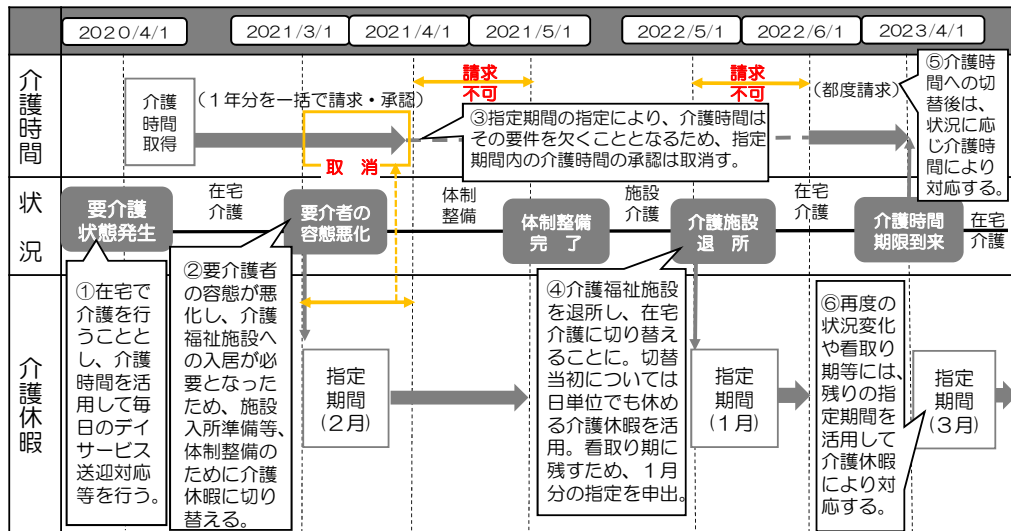 2020/4/1
2021/3/1
2021/4/1
2021/5/1
2022/5/1
2022/6/1
2023/4/1
介護時間
介護
時間
取得
(1年分を一括で請求・承認)
取 消
請求
不可
③指定期間の指定により、介護時間は
その要件を欠くこととなるため、指定
期間内の介護時間の承認は取消す。
請求
不可
(都度請求)
⑤介護時
間への切
替後は、
状況に応
じ介護時
間により
対応する。
状況
要介護
状態発生
在宅
介護
要介者の
容態悪化
体制
整備
体制整備
完 了
施設
介護
介護施設
退 所
在宅
介護
介護時間
期限到来
在宅
介護
介護休暇
①在宅で
介護を行
うことと
し、介護
時間を活
用して毎
日のデイ
サービス
送迎対応
等を行う。
②要介護者
の容態が悪
化し、介護
福祉施設へ
の入居が必
要となった
ため、施設
入所準備等、
体制整備の
ために介護
休暇に切り
替える。
指定
期間
(2月)
④介護福祉施設
を退所し、在宅
介護に切り替え
ることに。切替
当初については
日単位でも休め
る介護休暇を活
用。看取り期に
残すため、1月
分の指定を申出。
指定
期間
(1月)
⑥再度の
状況変化
や看取り
期等には、
残りの指
定期間を
活用して
介護休暇
により対
応する。
指定
期間
(3月)